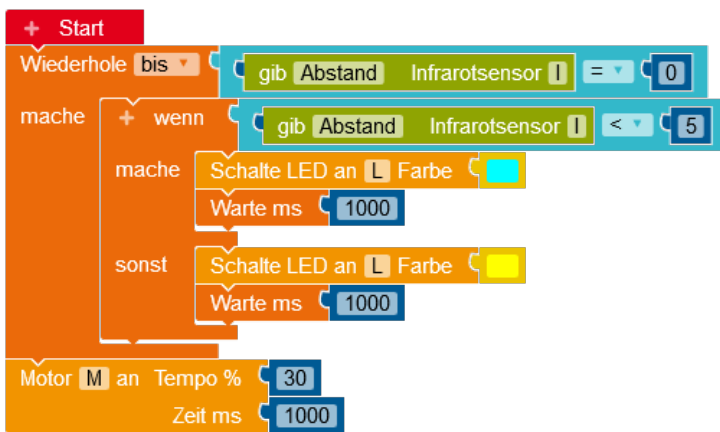 + Start
Wiederhole bis gib Abstand Infrarotsensor I = 0
mache + wenn gib Abstand Infrarotsensor I < 5
mache Schalte LED an L Farbe
Warte ms 1000
sonst Schalte LED an L Farbe
Warte ms 1000
Motor M an Tempo % 30
Zeit ms 1000